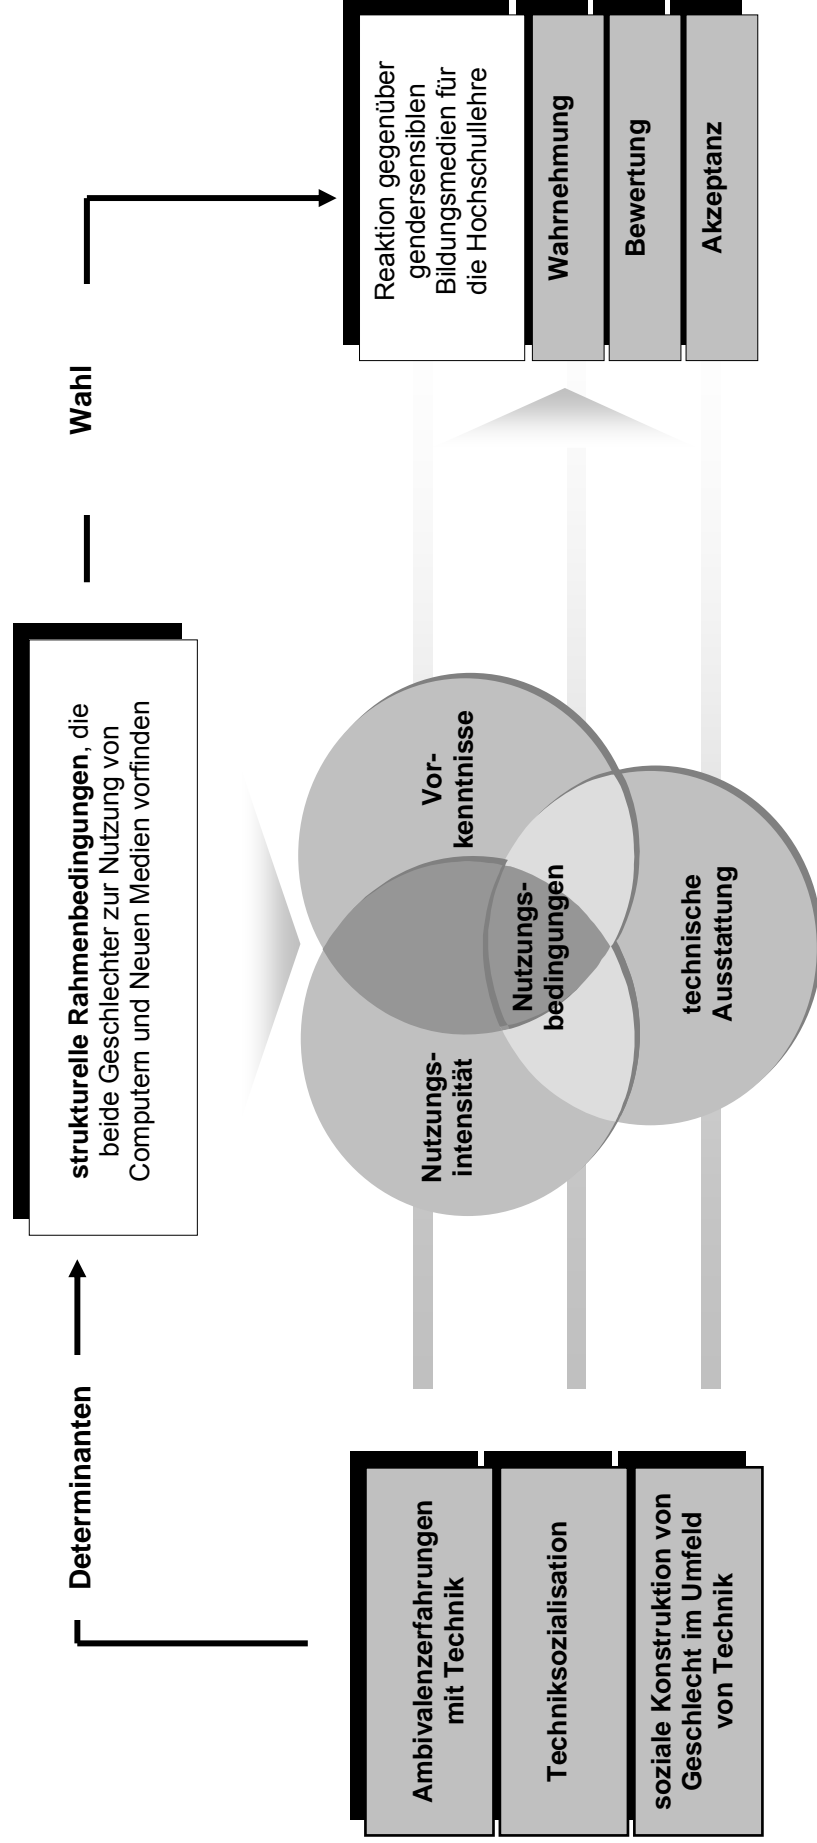 Determinanten
Wahl
strukturelle Rahmenbedingungen, die
beide Geschlechter zur Nutzung von
Computern und Neuen Medien vorfinden
Ambivalenzerfahrungen
mit Technik
Techniksozialisation
soziale Konstruktion von
Geschlecht im Umfeld
von Technik
Nutzungs-
intensität
Vor-
kenntnisse
Nutzungs-
bedingungen
technische
Ausstattung
Reaktion gegenüber
gendersensiblen
Bildungsmedien für
die Hochschullehre
Wahrnehmung
Bewertung
Akzeptanz